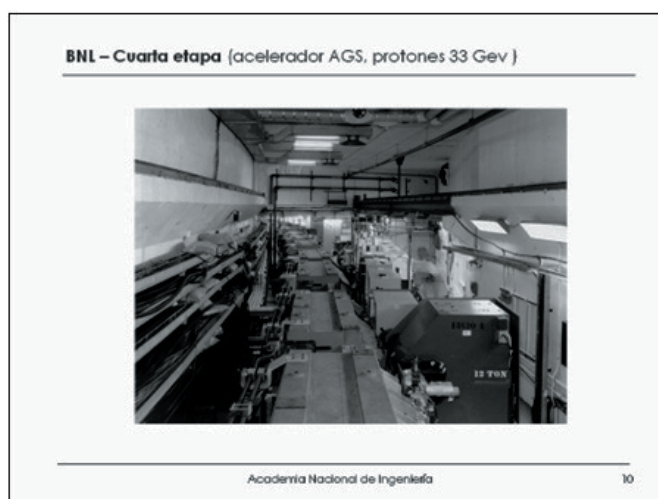 BNL – Cuarta etapa (acelerador AGS, protones 33 Gev )
12 TON
Academia Nacional de Ingeniería 10